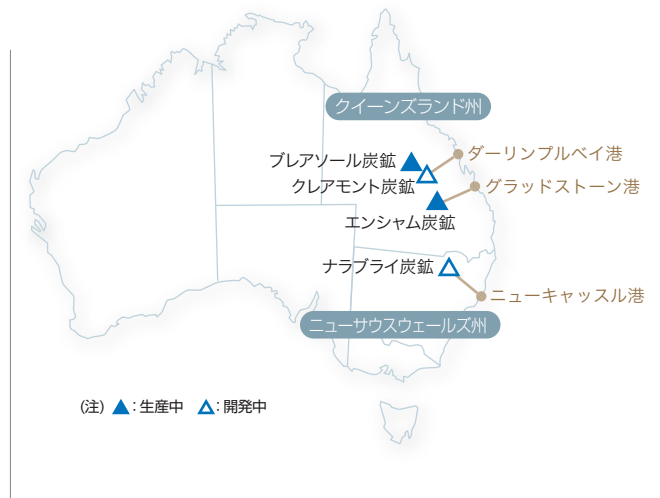 クイーンズランド州
ブレアソール炭鉱
ダーリンプルベイ港
クレアモント炭鉱
グラッドストーン港
エンシャム炭鉱
ナラブライ炭鉱
ニューキャッスル港
ニューサウスウェールズ州
(注) ▲:生産中 △:開発中